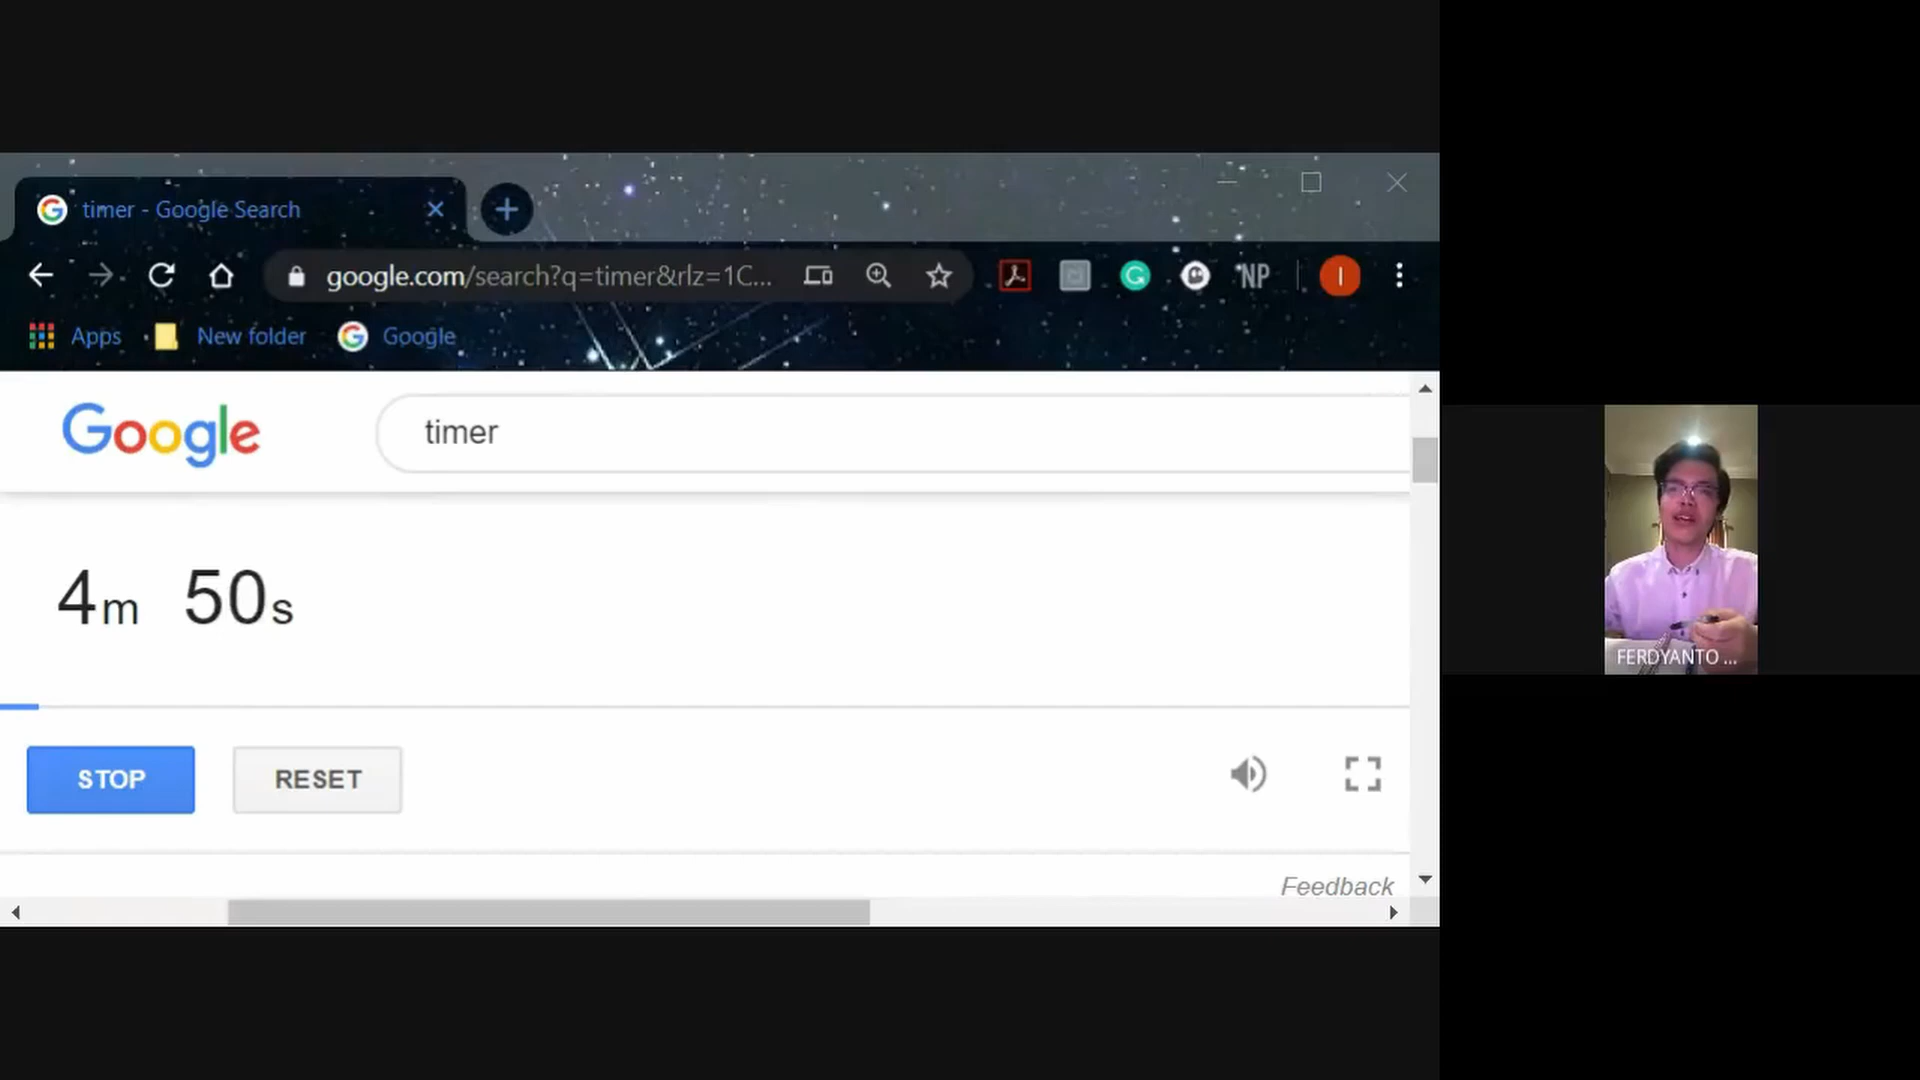 timer - Google Search
google.com/search?q=timer&rlz=1C...
NP
I
Apps
New folder
Google
Google
timer
4m 50s
STOP
RESET
Feedback
FERDYANTO ...